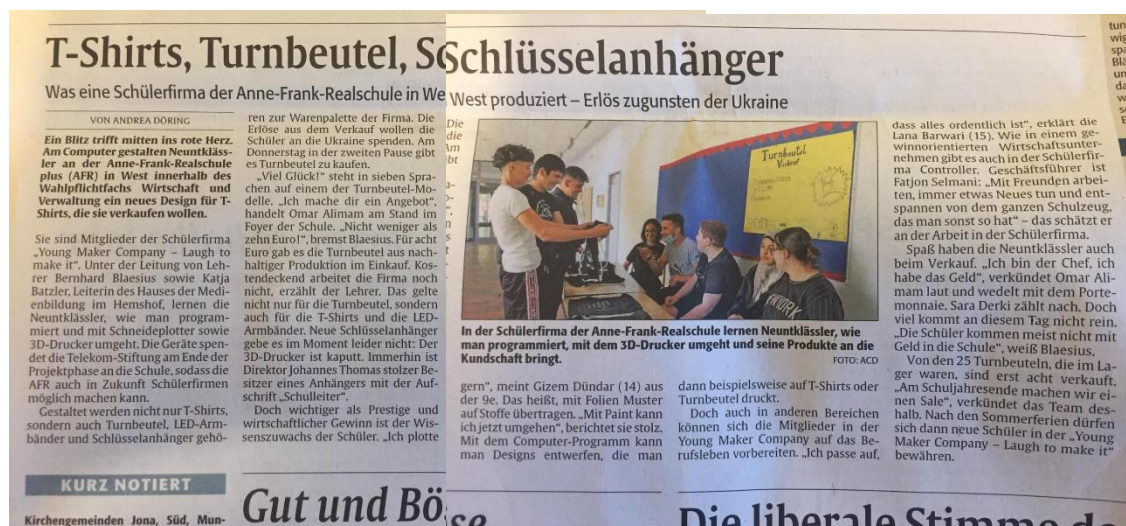 T-Shirts, Turnbeutel, Schlüsselanhänger
Was eine Schülerfirma der Anne-Frank-Realschule in West produziert – Erlös zugunsten der Ukraine
VON ANDREA DÖRING
Ein Blitz trifft mitten ins rote Herz.
Am Computer gestalten Neuntkläss-
ler an der Anne-Frank-Realschule
plus (AFR) in West innerhalb des
Wahlpflichtfachs Wirtschaft und
Verwaltung ein neues Design für T-
Shirts, die sie verkaufen wollen.
Sie sind Mitglieder der Schülerfirma
„Young Maker Company – Laugh to
make it“. Unter der Leitung von Leh-
rer Bernhard Blaesius sowie Katja
Batzler, Leiterin des Hauses der Medi-
enbildung im Hemshof, lernen die
Neuntklässler, wie man program-
miert und mit Schneideplotter sowie
3D-Drucker umgeht. Die Geräte spen-
det die Telekom-Stiftung am Ende der
Projektphase an die Schule, sodass die
AFR auch in Zukunft Schülerfirmen
möglich machen kann.
Gestaltet werden nicht nur T-Shirts,
sondern auch Turnbeutel, LED-Arm-
bänder und Schlüsselanhänger gehö-
ren zur Warenpalette der Firma. Die
Erlöse aus dem Verkauf wollen die
Schüler an die Ukraine spenden. Am
Donnerstag in der zweiten Pause gibt
es Turnbeutel zu kaufen.
„Viel Glück!“ steht in sieben Spra-
chen auf einem der Turnbeutel-Mo-
delle. „Ich mache dir ein Angebot“,
handelt Omar Alimam am Stand im
Foyer der Schule. „Nicht weniger als
zehn Euro!“, bremst Blaesius. Für acht
Euro gab es die Turnbeutel aus nach-
haltiger Produktion im Einkauf. Kos-
tendeckend arbeitet die Firma noch
nicht, erzählt der Lehrer. Das gelte
nicht nur für die Turnbeutel, sondern
auch für die T-Shirts und die LED-
Armbänder. Neue Schlüsselanhänger
gebe es im Moment leider nicht: Der
3D-Drucker ist kaputt. Immerhin ist
Direktor Johannes Thomas stolzer Be-
sitzer eines Anhängers mit der Auf-
schrift „Schulleiter“.
Doch wichtiger als Prestige und
wirtschaftlicher Gewinn ist der Wis-
senszuwachs der Schüler. „Ich plotte
Turnbeutel
Verkauf
In der Schülerfirma der Anne-Frank-Realschule lernen Neuntklässler, wie
man programmiert, mit dem 3D-Drucker umgeht und seine Produkte an die
Kundschaft bringt.
FOTO: ACD
gern“, meint Gizem Dündar (14) aus
der 9e. Das heißt, mit Folien Muster
auf Stoffe übertragen. „Mit Paint kann
ich jetzt umgehen“, berichtet sie stolz.
Mit dem Computer-Programm kann
man Designs entwerfen, die man
dann beispielsweise auf T-Shirts oder
Turnbeutel druckt.
Doch auch in anderen Bereichen
können sich die Mitglieder in der
Young Maker Company auf das Be-
rufsleben vorbereiten. „Ich passe auf,
dass alles ordentlich ist“, erklärt die
Lana Barwari (15). Wie in einem ge-
winnorientierten Wirtschaftsunter-
nehmen gibt es auch in der Schülerfir-
ma Controller. Geschäftsführer ist
Fatjon Selmani: „Mit Freunden arbei-
ten, immer etwas Neues tun und ent-
spannen von dem ganzen Schulzeug,
das man sonst so hat“ – das schätzt er
an der Arbeit in der Schülerfirma.
Spaß haben die Neuntklässler auch
beim Verkauf. „Ich bin der Chef, ich
habe das Geld“, verkündet Omar Ali-
mam laut und wedelt mit dem Porte-
monnaie. Sara Derki zählt nach. Doch
viel kommt an diesem Tag nicht rein.
„Die Schüler kommen meist nicht mit
Geld in die Schule“, weiß Blaesius.
Von den 25 Turnbeuteln, die im La-
ger waren, sind erst acht verkauft.
„Am Schuljahresende machen wir ei-
nen Sale“, verkündet das Team des-
halb. Nach den Sommerferien dürfen
sich dann neue Schüler in der „Young
Maker Company – Laugh to make it“
bewähren.
KURZ NOTIERT
Kirchengemeinden Jona, Süd, Mun-
Gut und Bö
Die liberale Stimme